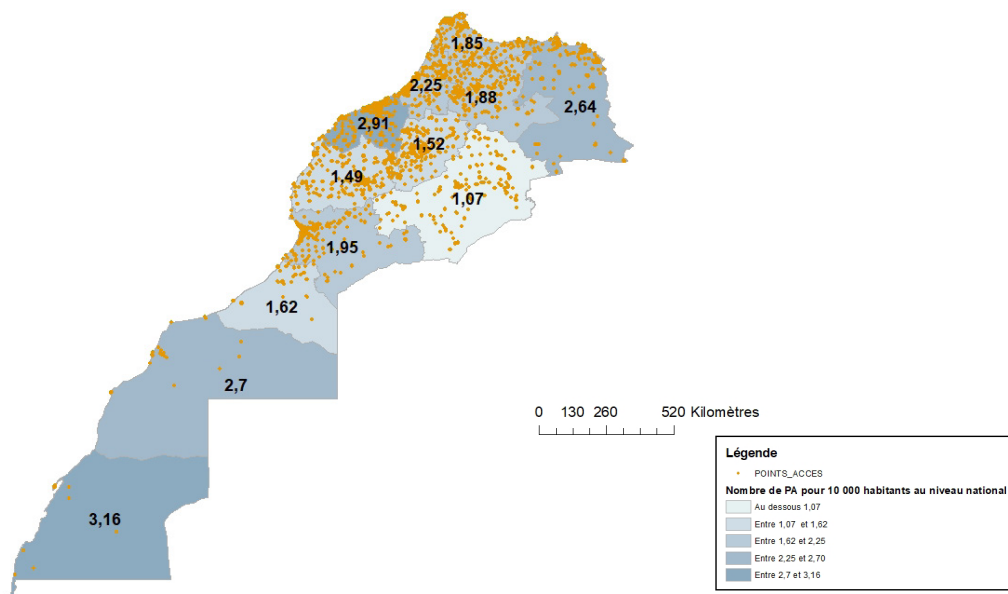 1,85
2,25
1,88
2,64
2,91
1,52
1,49
1,07
1,95
1,62
2,7
3,16
0 130 260 520 Kilomètres
Légende
POINTS_ACCES
Nombre de PA pour 10 000 habitants au niveau national
Au dessous 1,07
Entre 1,07 et 1,62
Entre 1,62 et 2,25
Entre 2,25 et 2,70
Entre 2,7 et 3,16